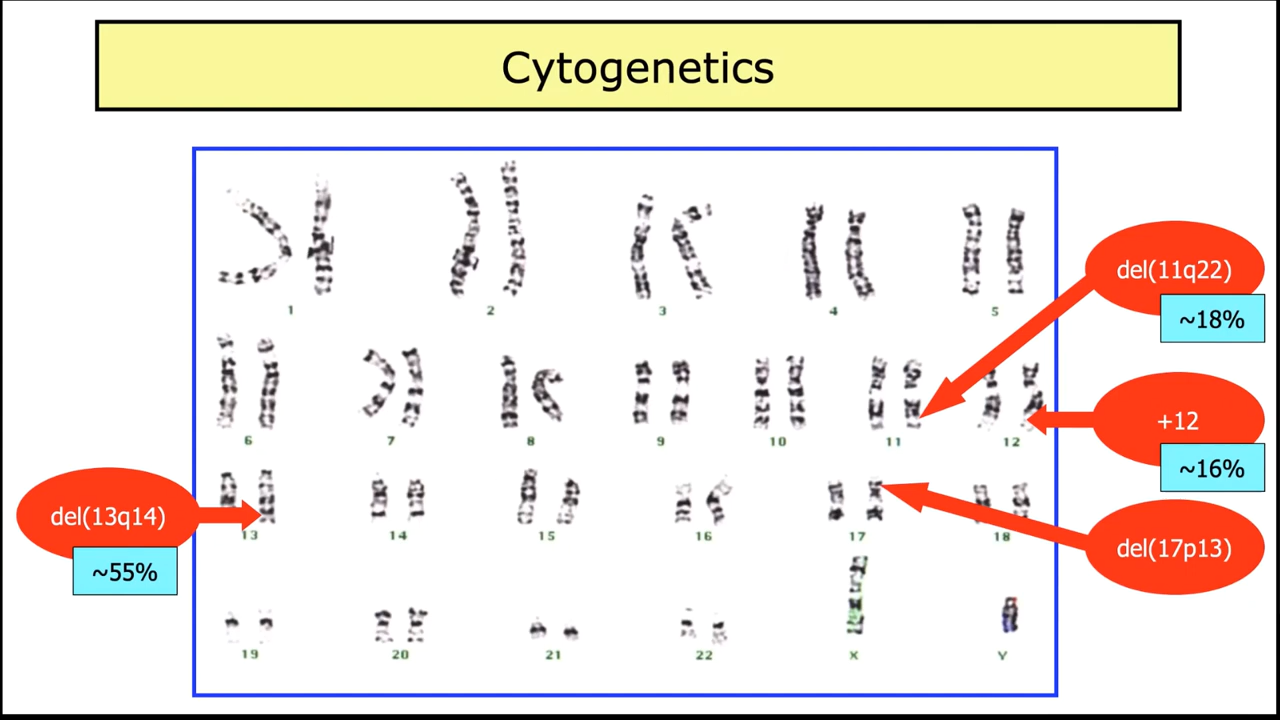 Cytogenetics
1 2 3 4 5
del(11q22)
~18%
6 7 8 9 10 11 12
+12
~16%
del(13q14)
~55%
13 14 15 16 17 18
del(17p13)
19 20 21 22 X Y